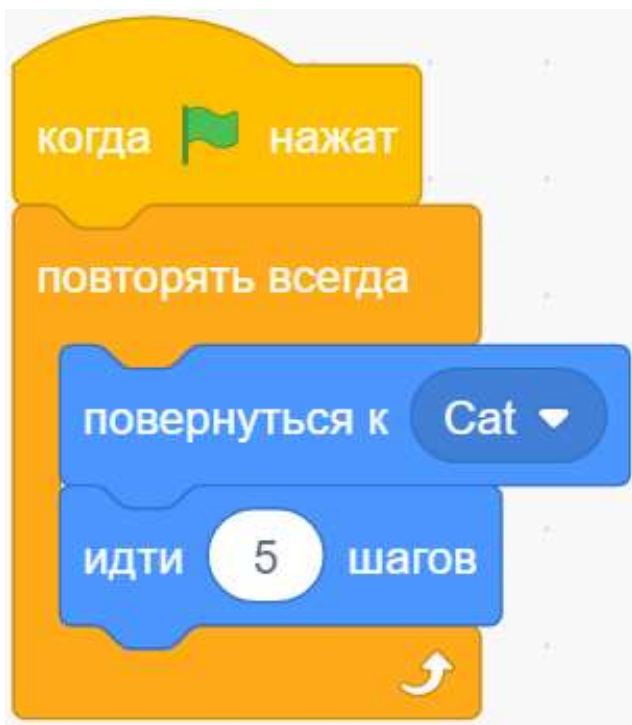 когда нажат
повторять всегда
повернуться к Cat
идти 5 шагов